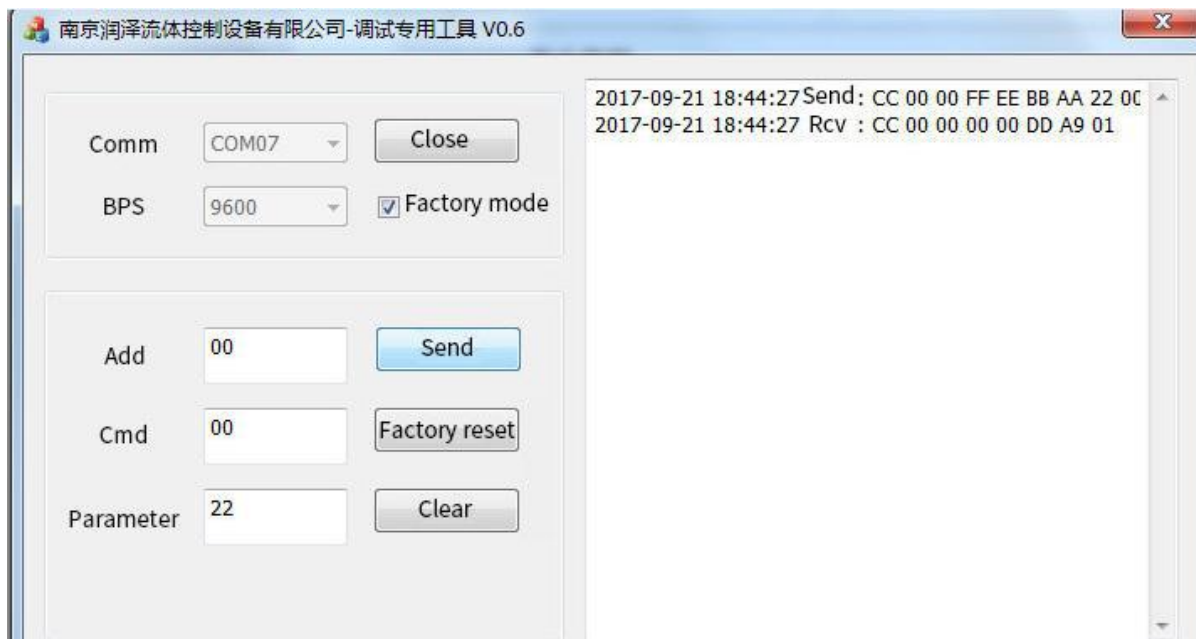 南京润泽流体控制设备有限公司-调试专用工具 V0.6
Comm COM07 Close
BPS 9600 Factory mode
Add 00 Send
Cmd 00 Factory reset
Parameter 22 Clear
2017-09-21 18:44:27 Send: CC 00 00 FF EE BB AA 22 00
2017-09-21 18:44:27 Rcv : CC 00 00 00 00 DD A9 01